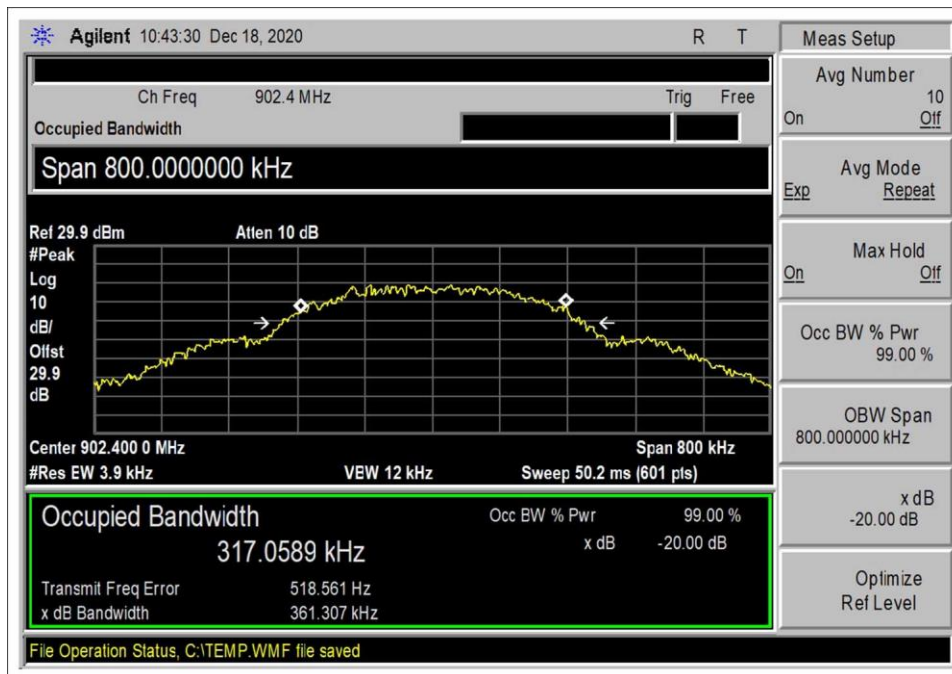 Agilent 10:43:30 Dec 18, 2020 R T
Meas Setup
Ch Freq 902.4 MHz Trig Free
Occupied Bandwidth
Span 800.0000000 kHz
Ref 29.9 dBm Atten 10 dB
#Peak
Log
10
dB/
Offst
29.9
dB
Center 902.400 0 MHz Span 800 kHz
#Res EW 3.9 kHz VBW 12 kHz Sweep 50.2 ms (601 pts)
Occupied Bandwidth Occ BW % Pwr 99.00 %
317.0589 kHz x dB -20.00 dB
Transmit Freq Error 518.561 Hz
x dB Bandwidth 361.307 kHz
File Operation Status, C:\TEMP.WMF file saved
Avg Number
10
On Off
Avg Mode
Exp Repeat
Max Hold
On Off
Occ BW % Pwr
99.00 %
OBW Span
800.000000 kHz
x dB
-20.00 dB
Optimize
Ref Level